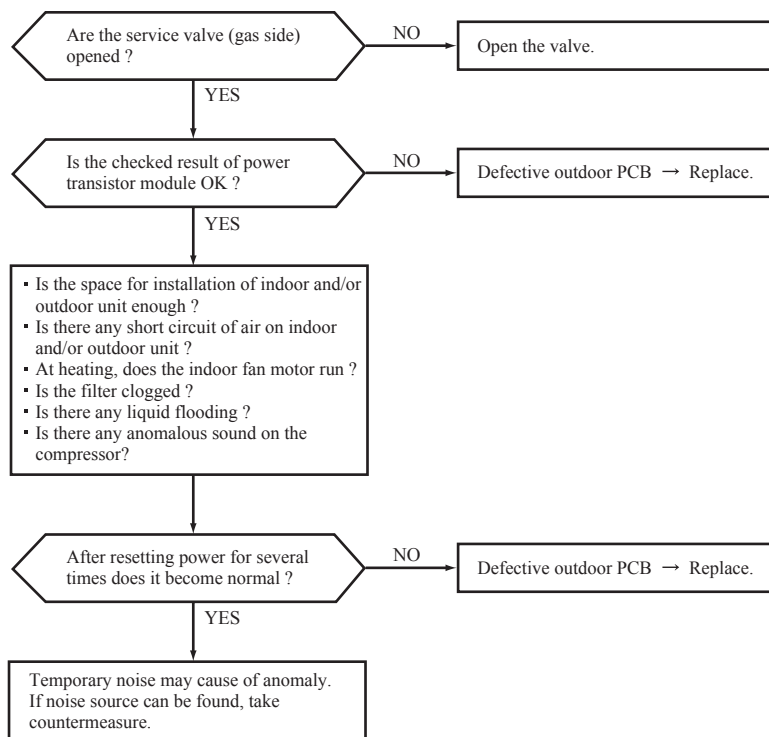 Are the service valve (gas side)
opened ?
NO
Open the valve.
YES
Is the checked result of power
transistor module OK ?
NO
Defective outdoor PCB → Replace.
YES
▪ Is the space for installation of indoor and/or
outdoor unit enough ?
▪ Is there any short circuit of air on indoor
and/or outdoor unit ?
▪ At heating, does the indoor fan motor run ?
▪ Is the filter clogged ?
▪ Is there any liquid flooding ?
▪ Is there any anomalous sound on the
compressor?
After resetting power for several
times does it become normal ?
NO
Defective outdoor PCB → Replace.
YES
Temporary noise may cause of anomaly.
If noise source can be found, take
countermeasure.